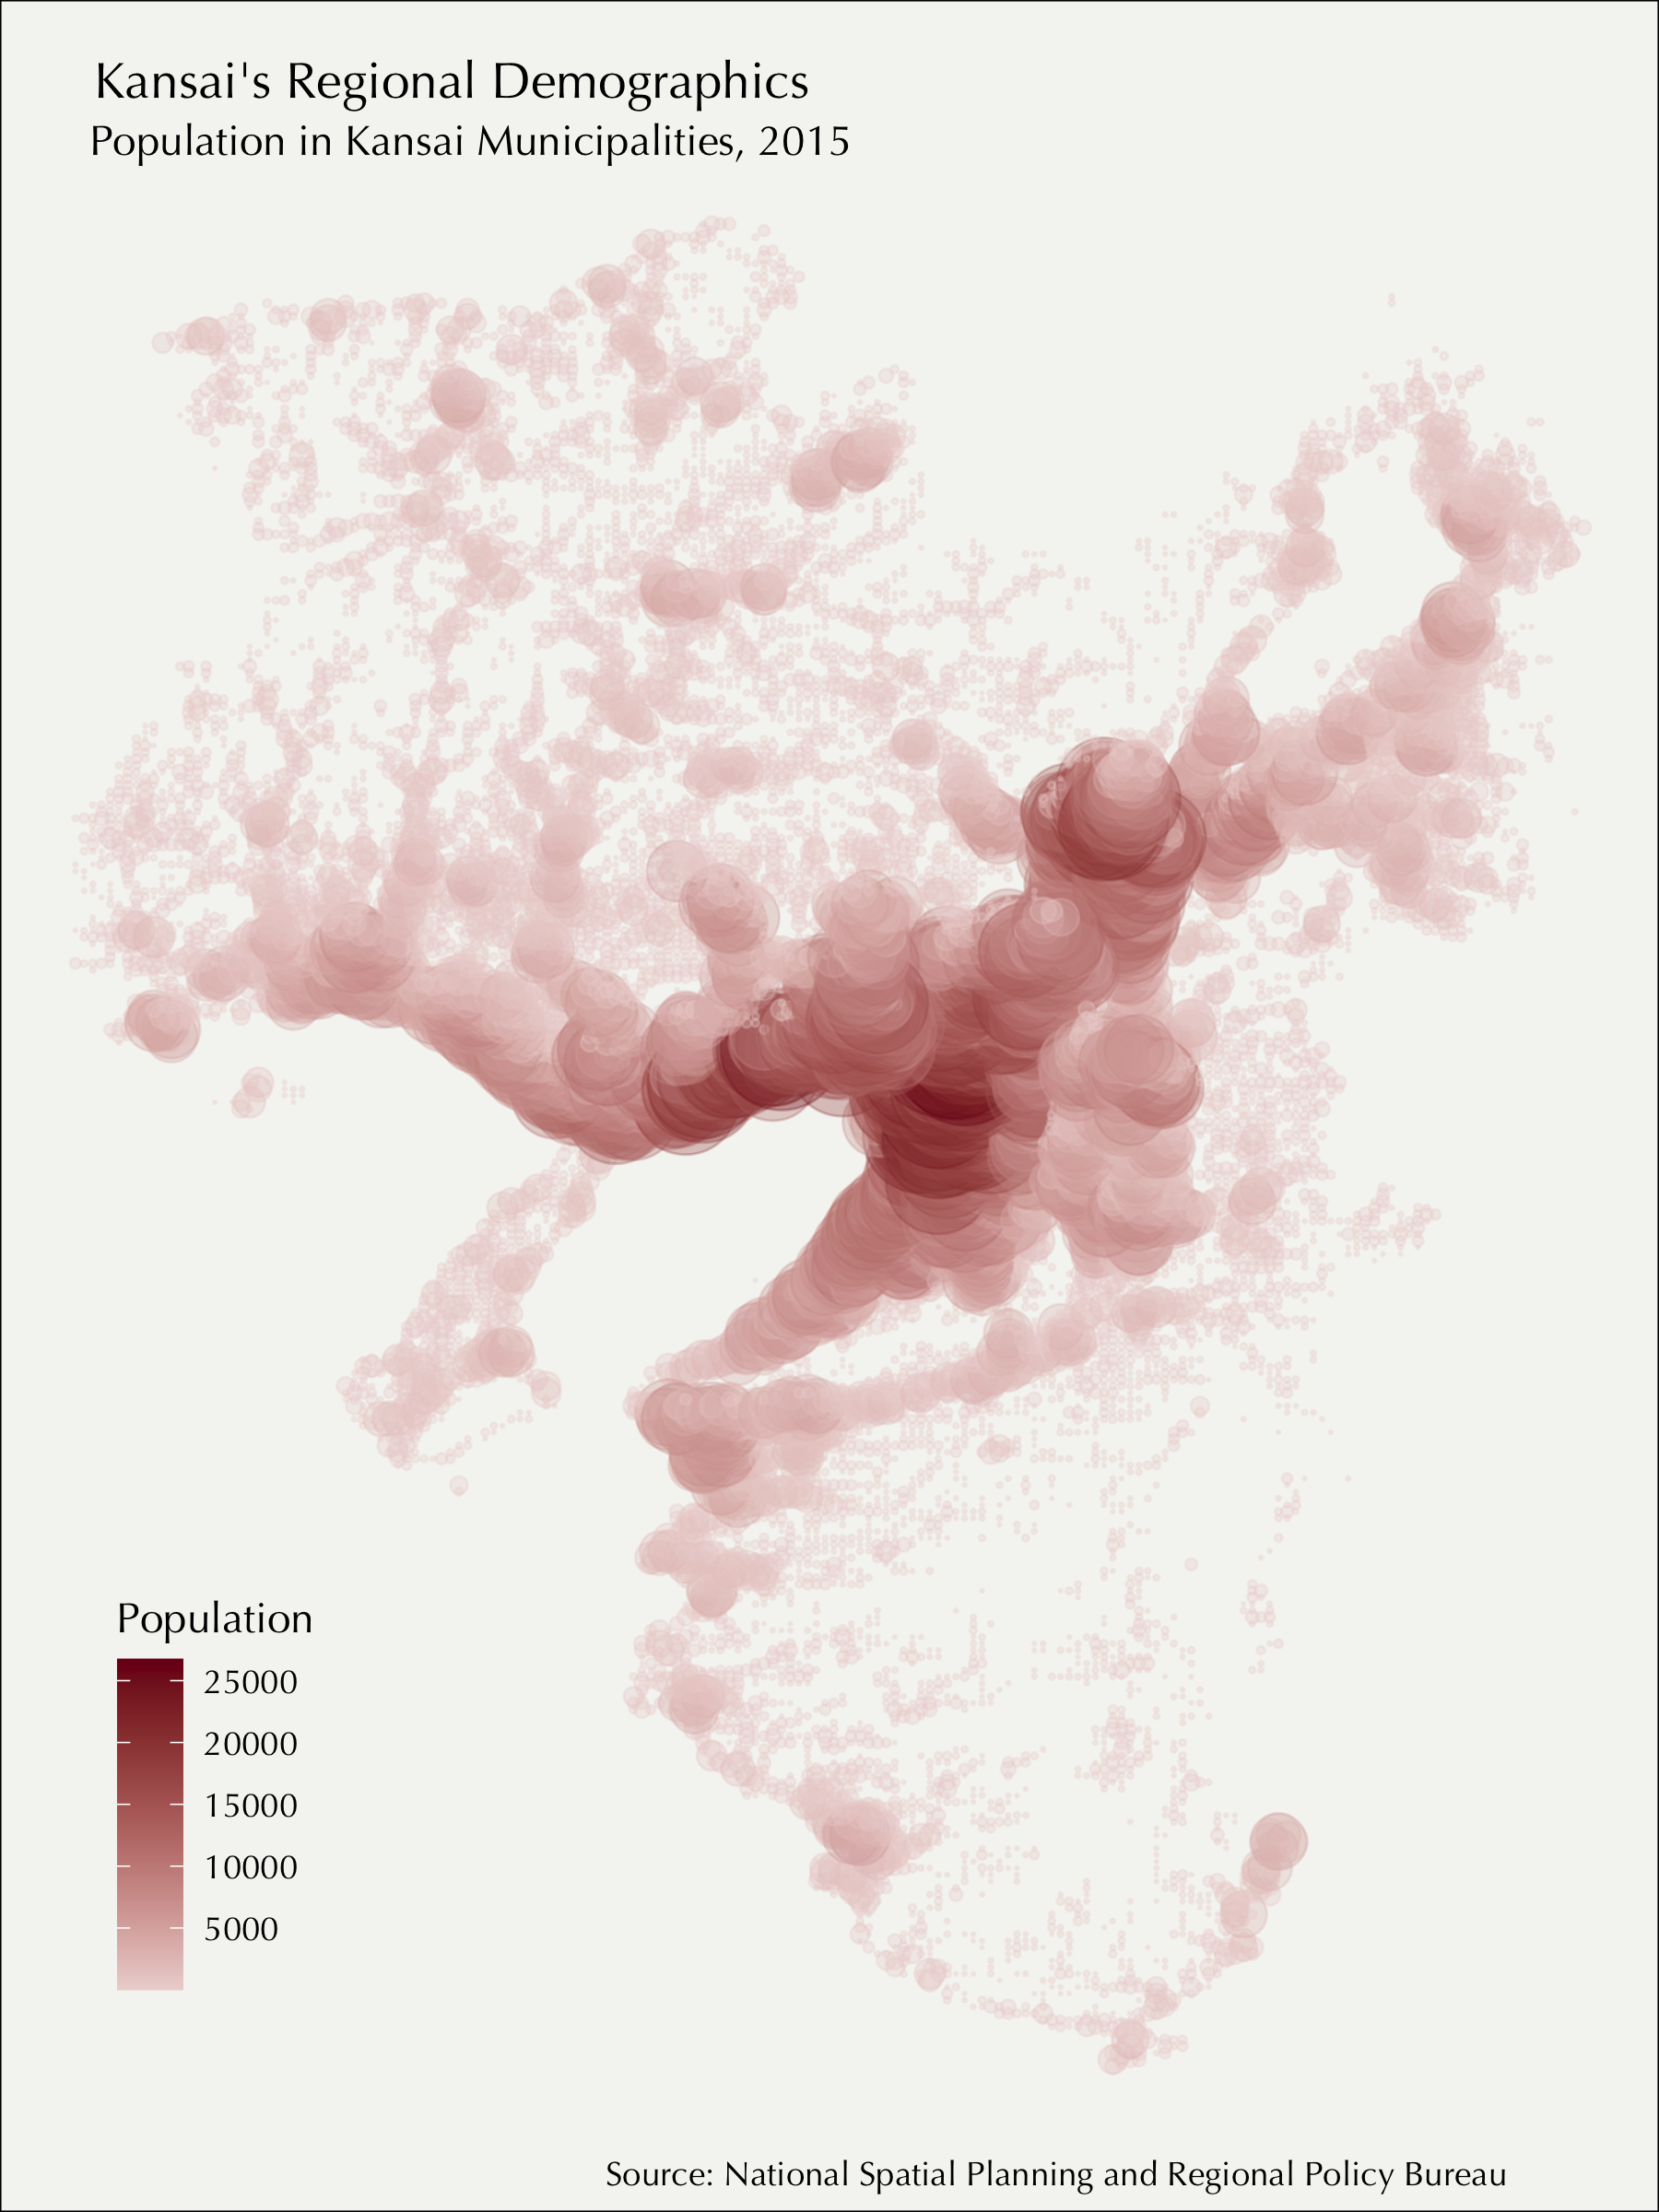 Kansai's Regional Demographics
Population in Kansai Municipalities, 2015
Population
25000
20000
15000
10000
5000
Source: National Spatial Planning and Regional Policy Bureau